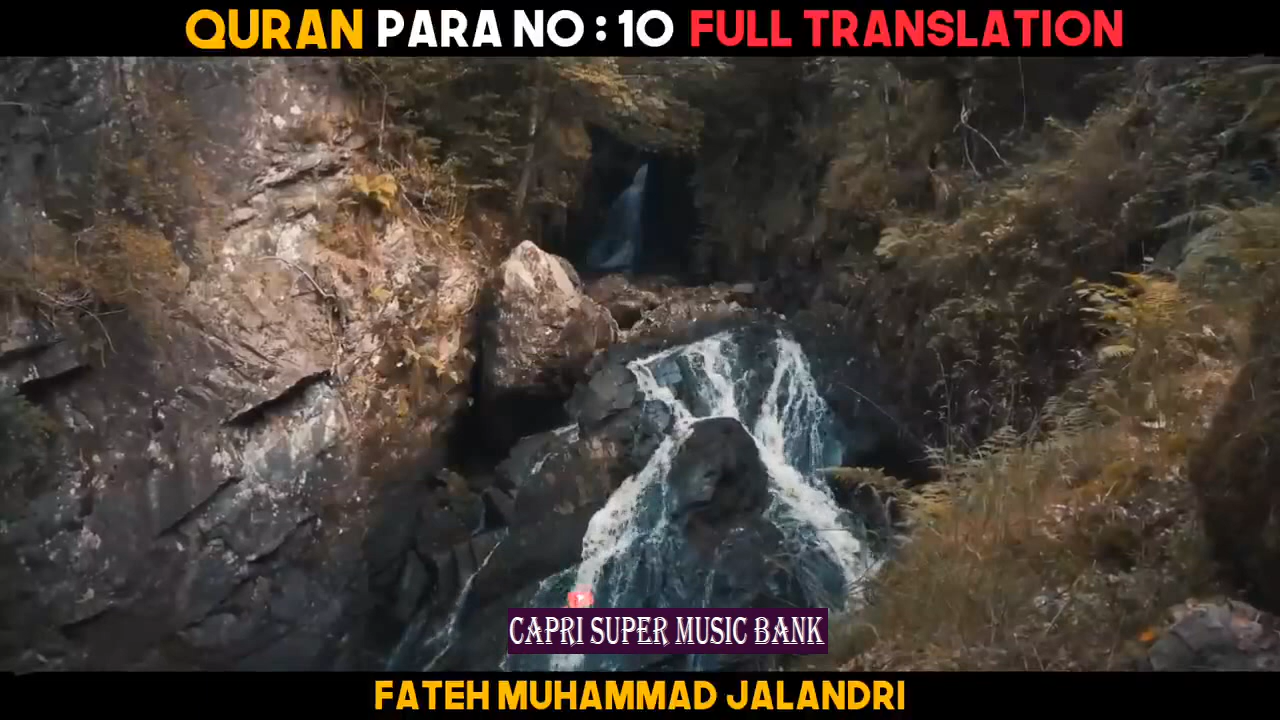 QURAN PARA NO : 10 FULL TRANSLATION
CAPRI SUPER MUSIC BANK
FATEH MUHAMMAD JALANDRI